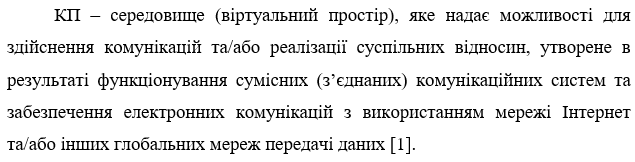 КП – середовище (віртуальний простір), яке надає можливості для
здійснення комунікацій та/або реалізації суспільних відносин, утворене в
результаті функціонування сумісних (з’єднаних) комунікаційних систем та
забезпечення електронних комунікацій з використанням мережі Інтернет
та/або інших глобальних мереж передачі даних [1].